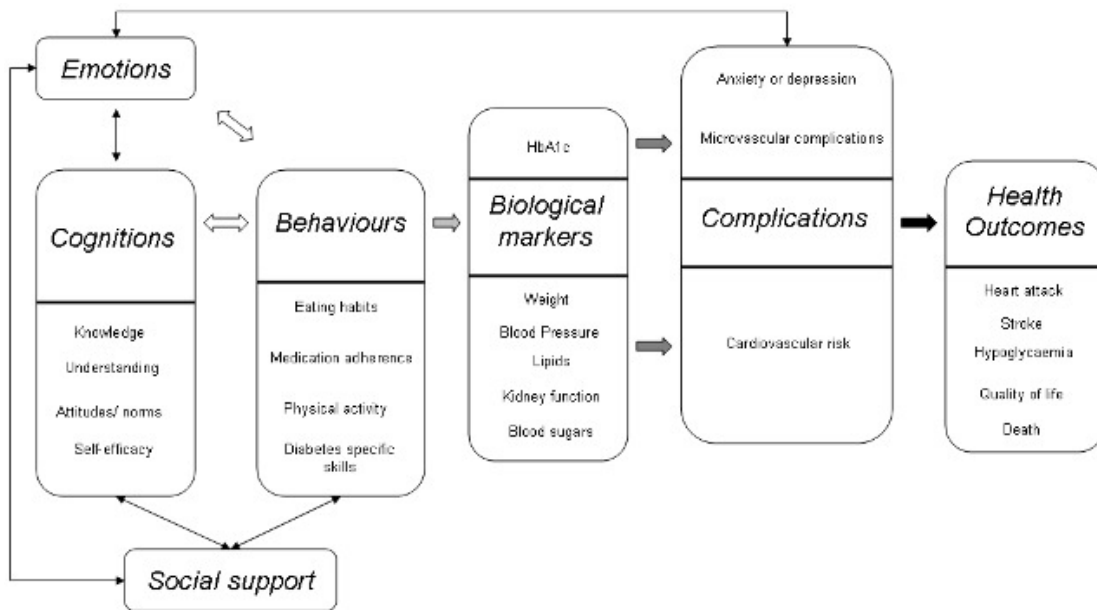 Emotions
Cognitions
Knowledge
Understanding
Attitudes/ norms
Self-efficacy
Behaviours
Eating habits
Medication adherence
Physical activity
Diabetes specific
skills
Social support
HbA1c
Biological
markers
Weight
Blood Pressure
Lipids
Kidney function
Blood sugars
Anxiety or depression
Microvascular complications
Complications
Cardiovascular risk
Health
Outcomes
Heart attack
Stroke
Hypoglycaemia
Quality of life
Death